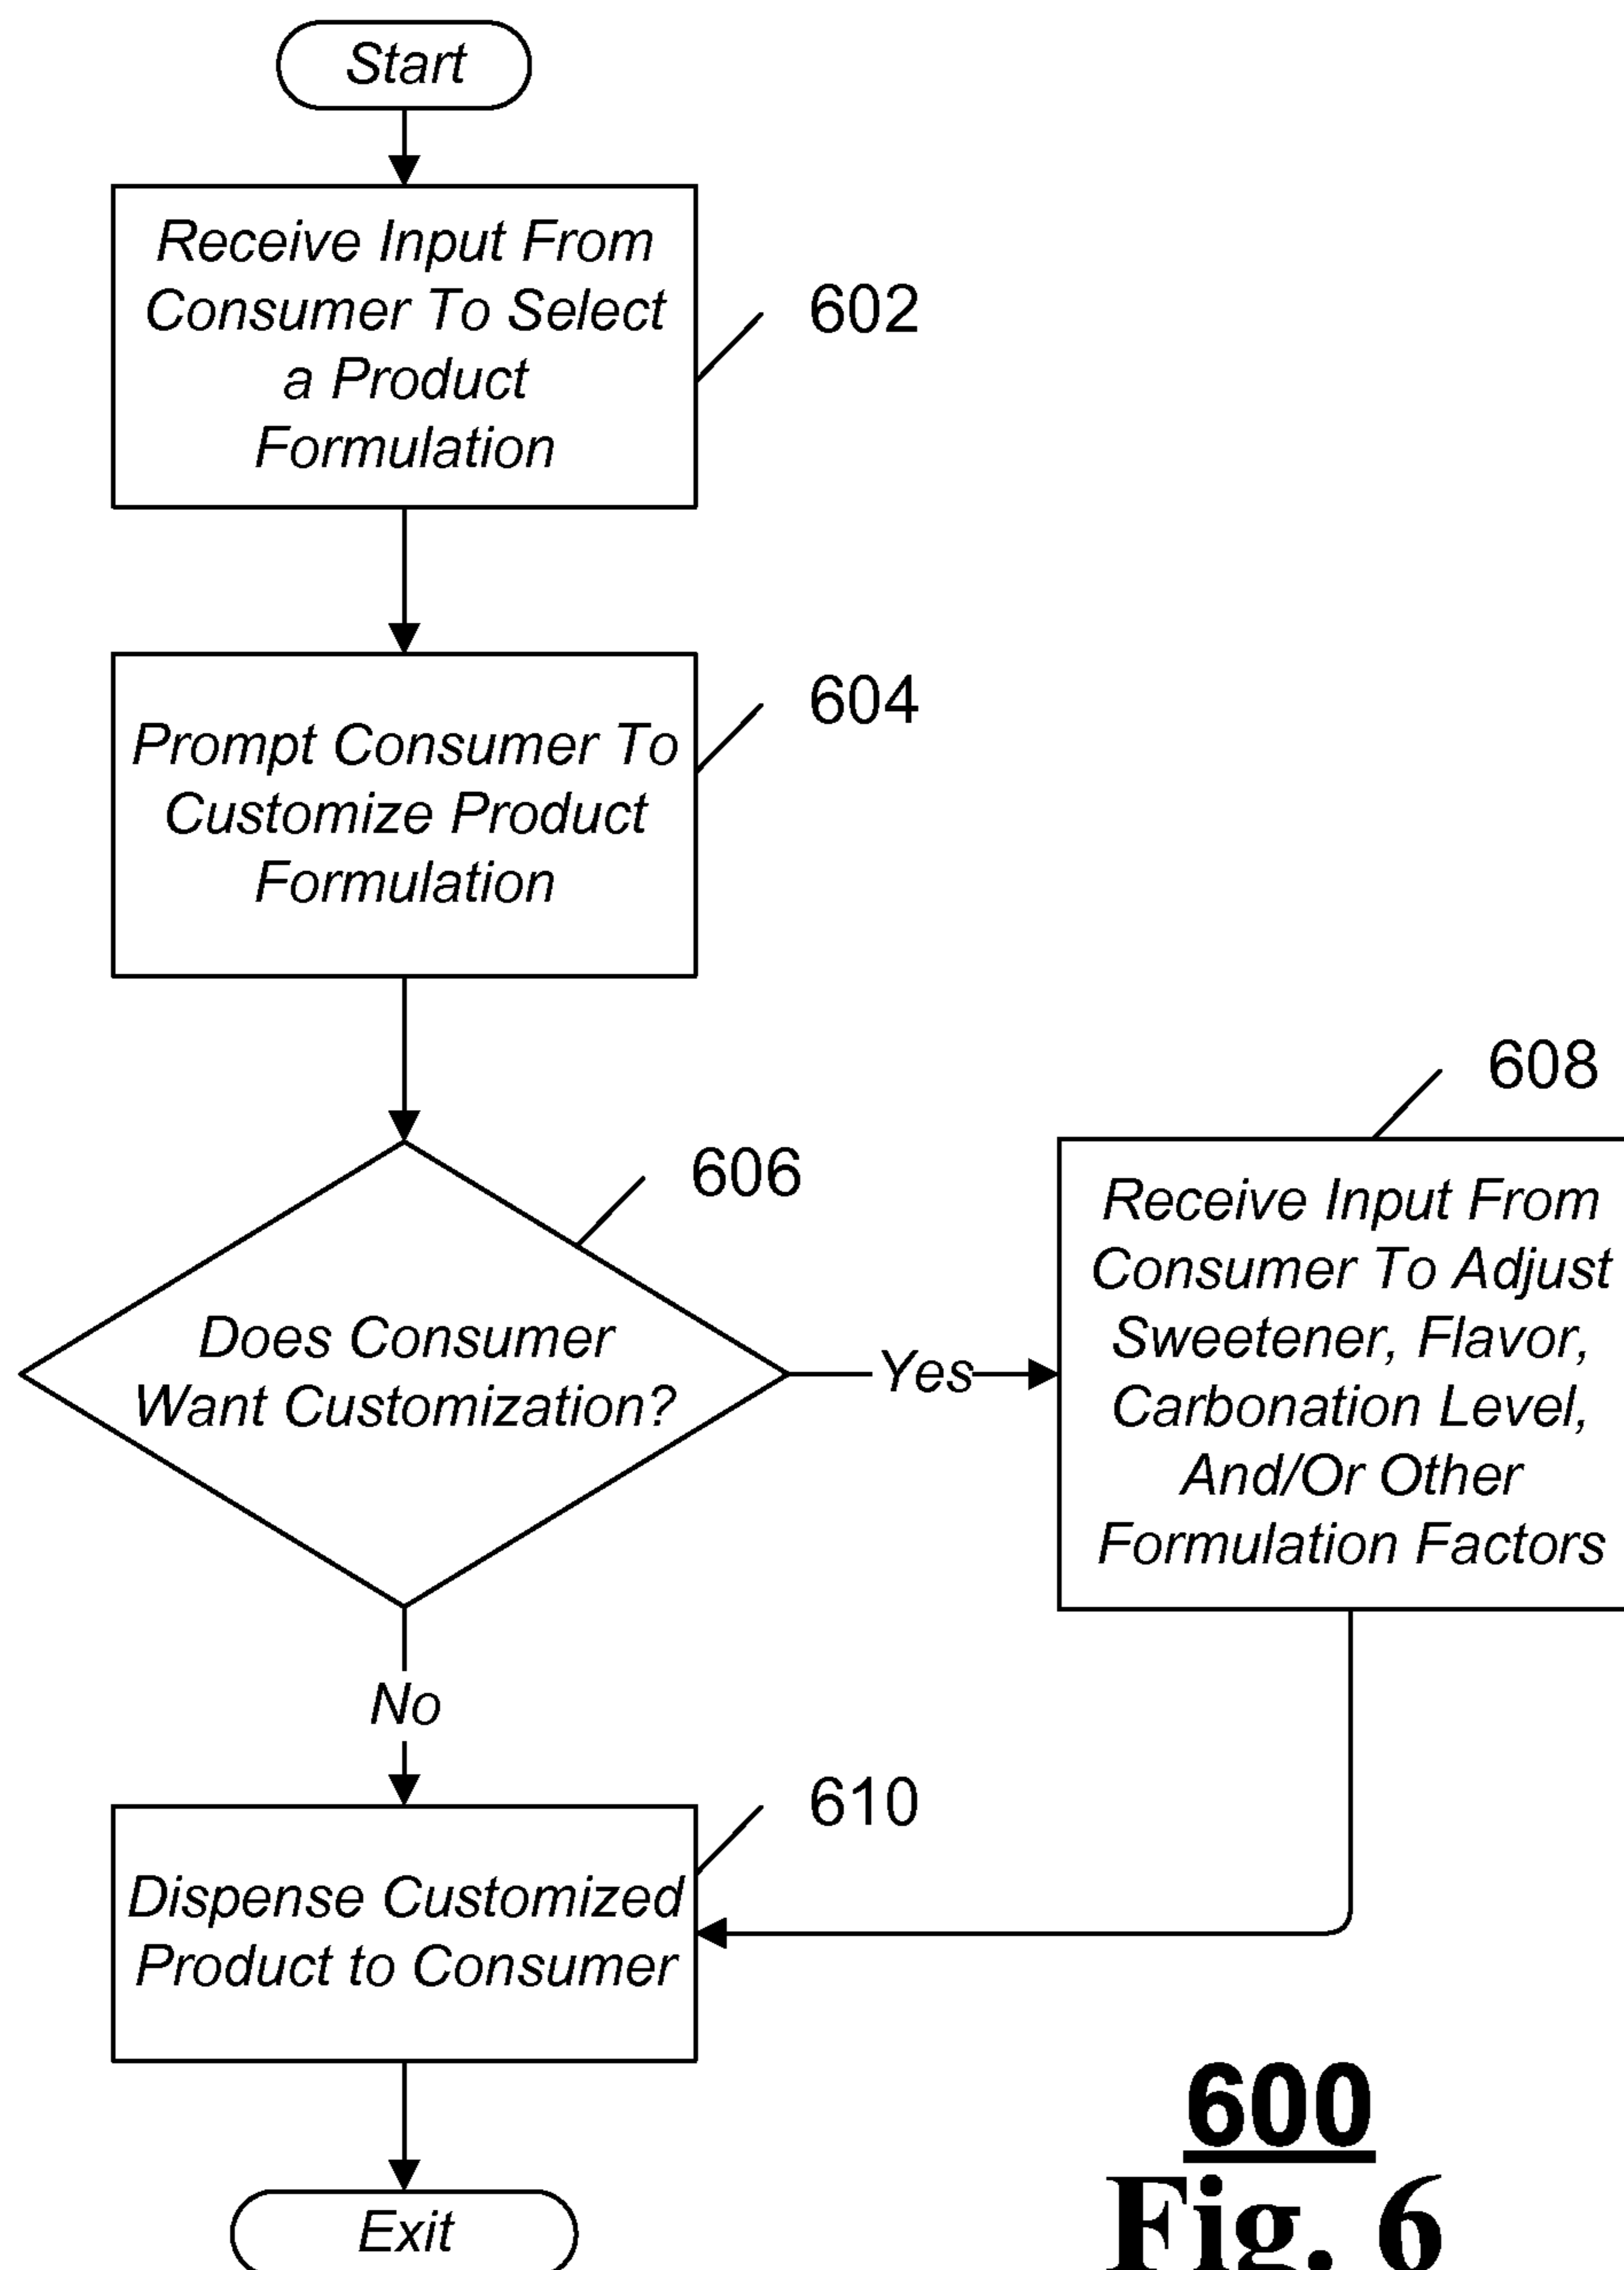 Start
Receive Input From
Consumer To Select
a Product
Formulation
602
Prompt Consumer To
Customize Product
Formulation
604
Does Consumer
Want Customization?
606
Yes
608
Receive Input From
Consumer To Adjust
Sweetener, Flavor,
Carbonation Level,
And/Or Other
Formulation Factors
No
Dispense Customized
Product to Consumer
610
Exit
600
Fig. 6